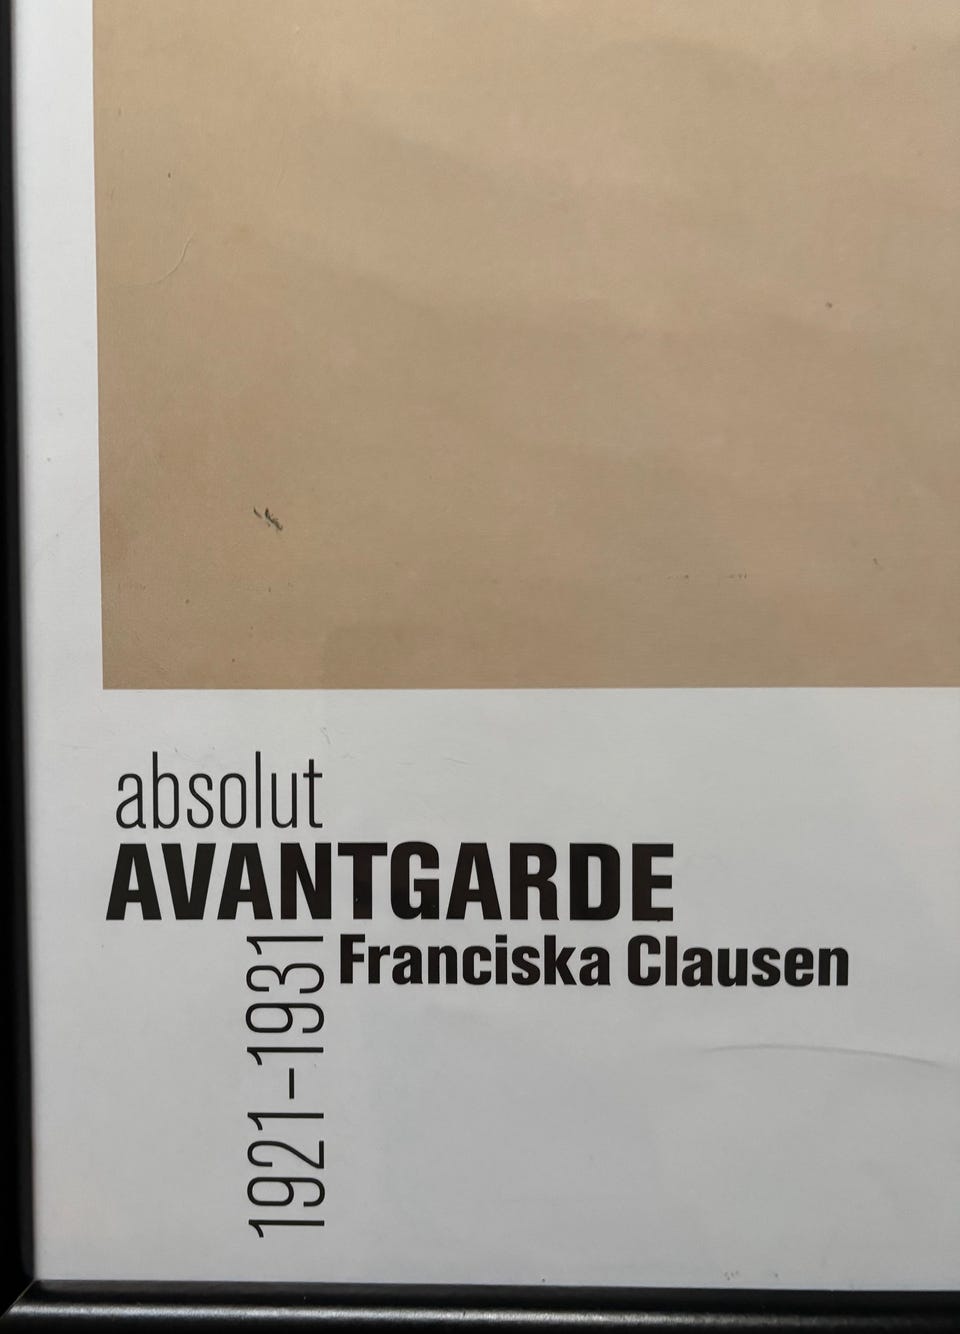 absolut
AVANTGARDE
Franciska Clausen
1921–1931